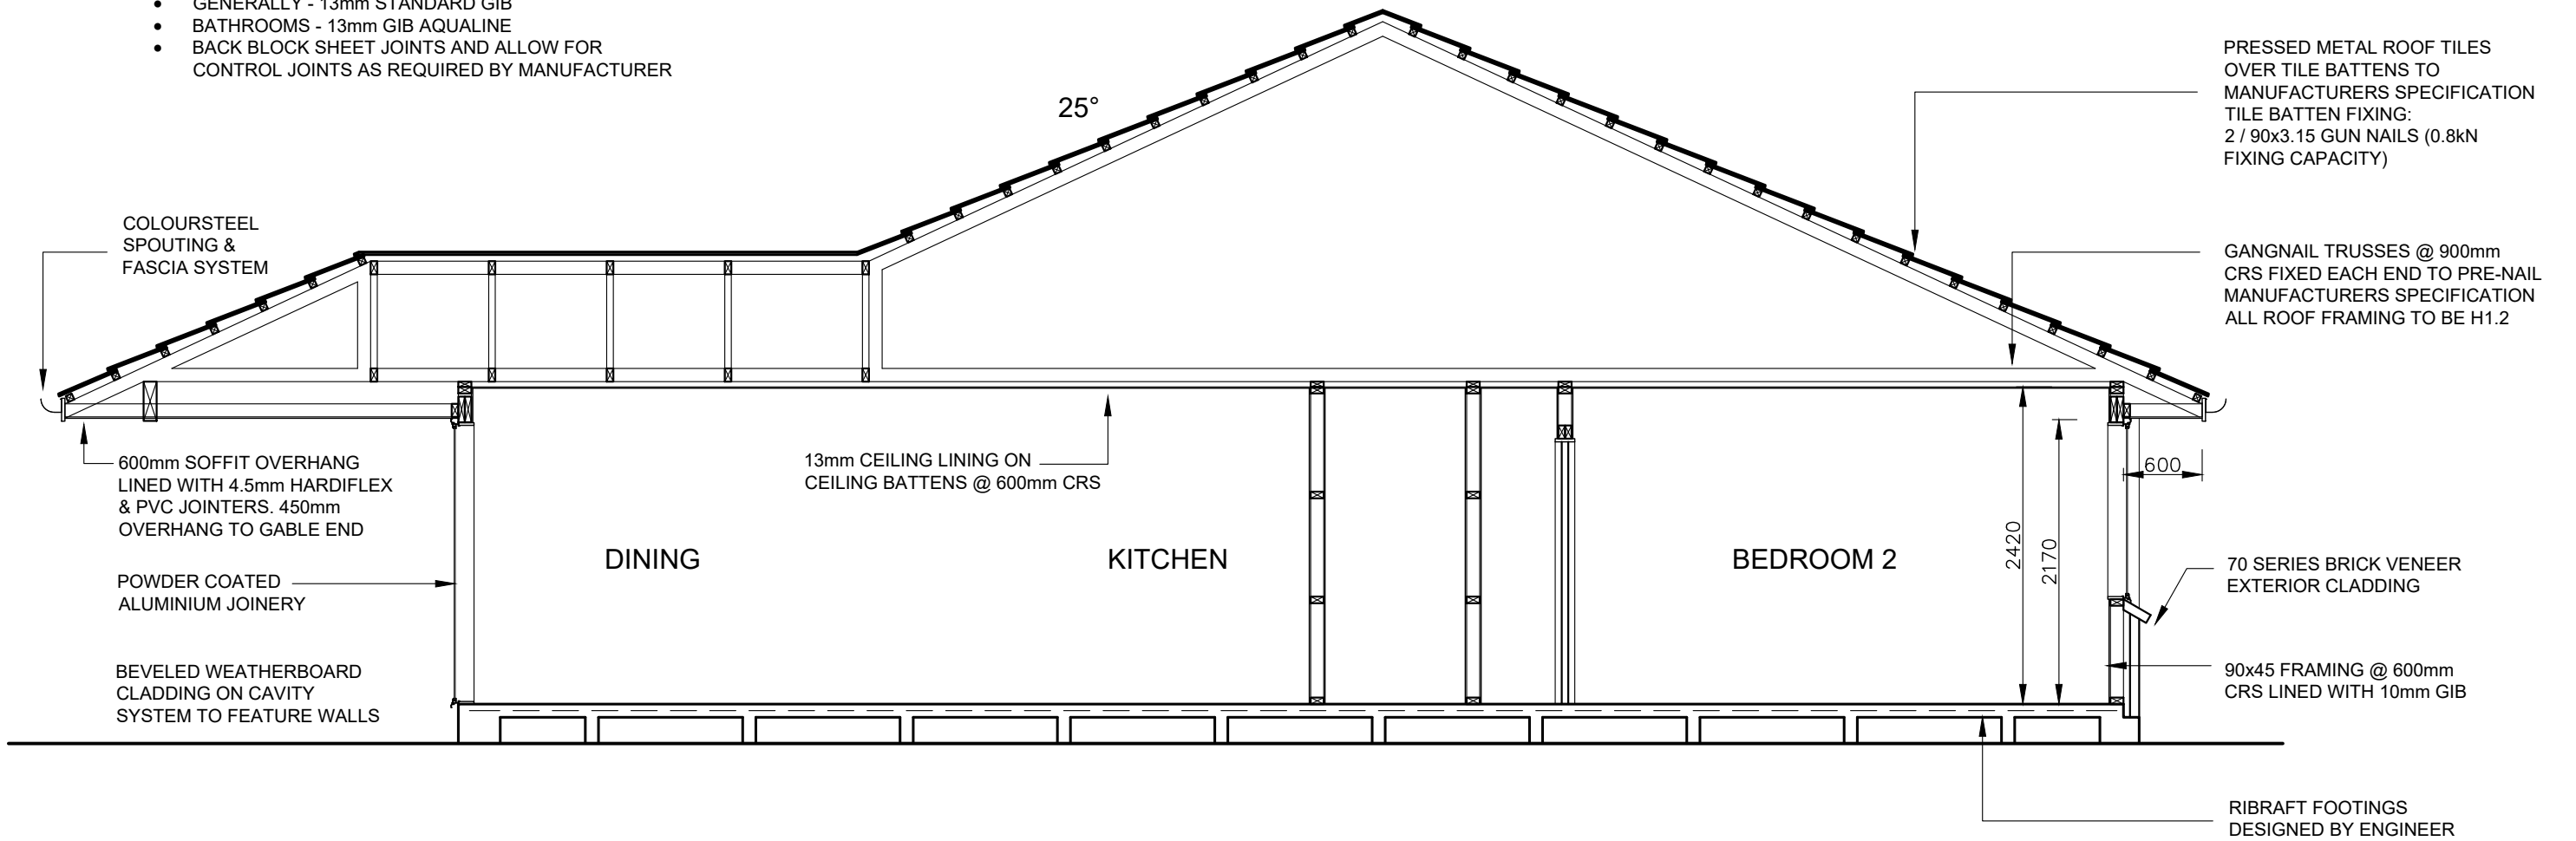 • GENERALLY - 13mm STANDARD GIB
• BATHROOMS - 13mm GIB AQUALINE
• BACK BLOCK SHEET JOINTS AND ALLOW FOR
CONTROL JOINTS AS REQUIRED BY MANUFACTURER
25°
PRESSED METAL ROOF TILES
OVER TILE BATTENS TO
MANUFACTURERS SPECIFICATION
TILE BATTEN FIXING:
2 / 90x3.15 GUN NAILS (0.8kN
FIXING CAPACITY)
COLOURSTEEL
SPOUTING &
FASCIA SYSTEM
GANGNAIL TRUSSES @ 900mm
CRS FIXED EACH END TO PRE-NAIL
MANUFACTURERS SPECIFICATION
ALL ROOF FRAMING TO BE H1.2
600mm SOFFIT OVERHANG
LINED WITH 4.5mm HARDIFLEX
& PVC JOINTERS. 450mm
OVERHANG TO GABLE END
13mm CEILING LINING ON
CEILING BATTENS @ 600mm CRS
600
DINING
KITCHEN
BEDROOM 2
2420
2170
POWDER COATED
ALUMINIUM JOINERY
70 SERIES BRICK VENEER
EXTERIOR CLADDING
BEVELED WEATHERBOARD
CLADDING ON CAVITY
SYSTEM TO FEATURE WALLS
90x45 FRAMING @ 600mm
CRS LINED WITH 10mm GIB
RIBRAFT FOOTINGS
DESIGNED BY ENGINEER